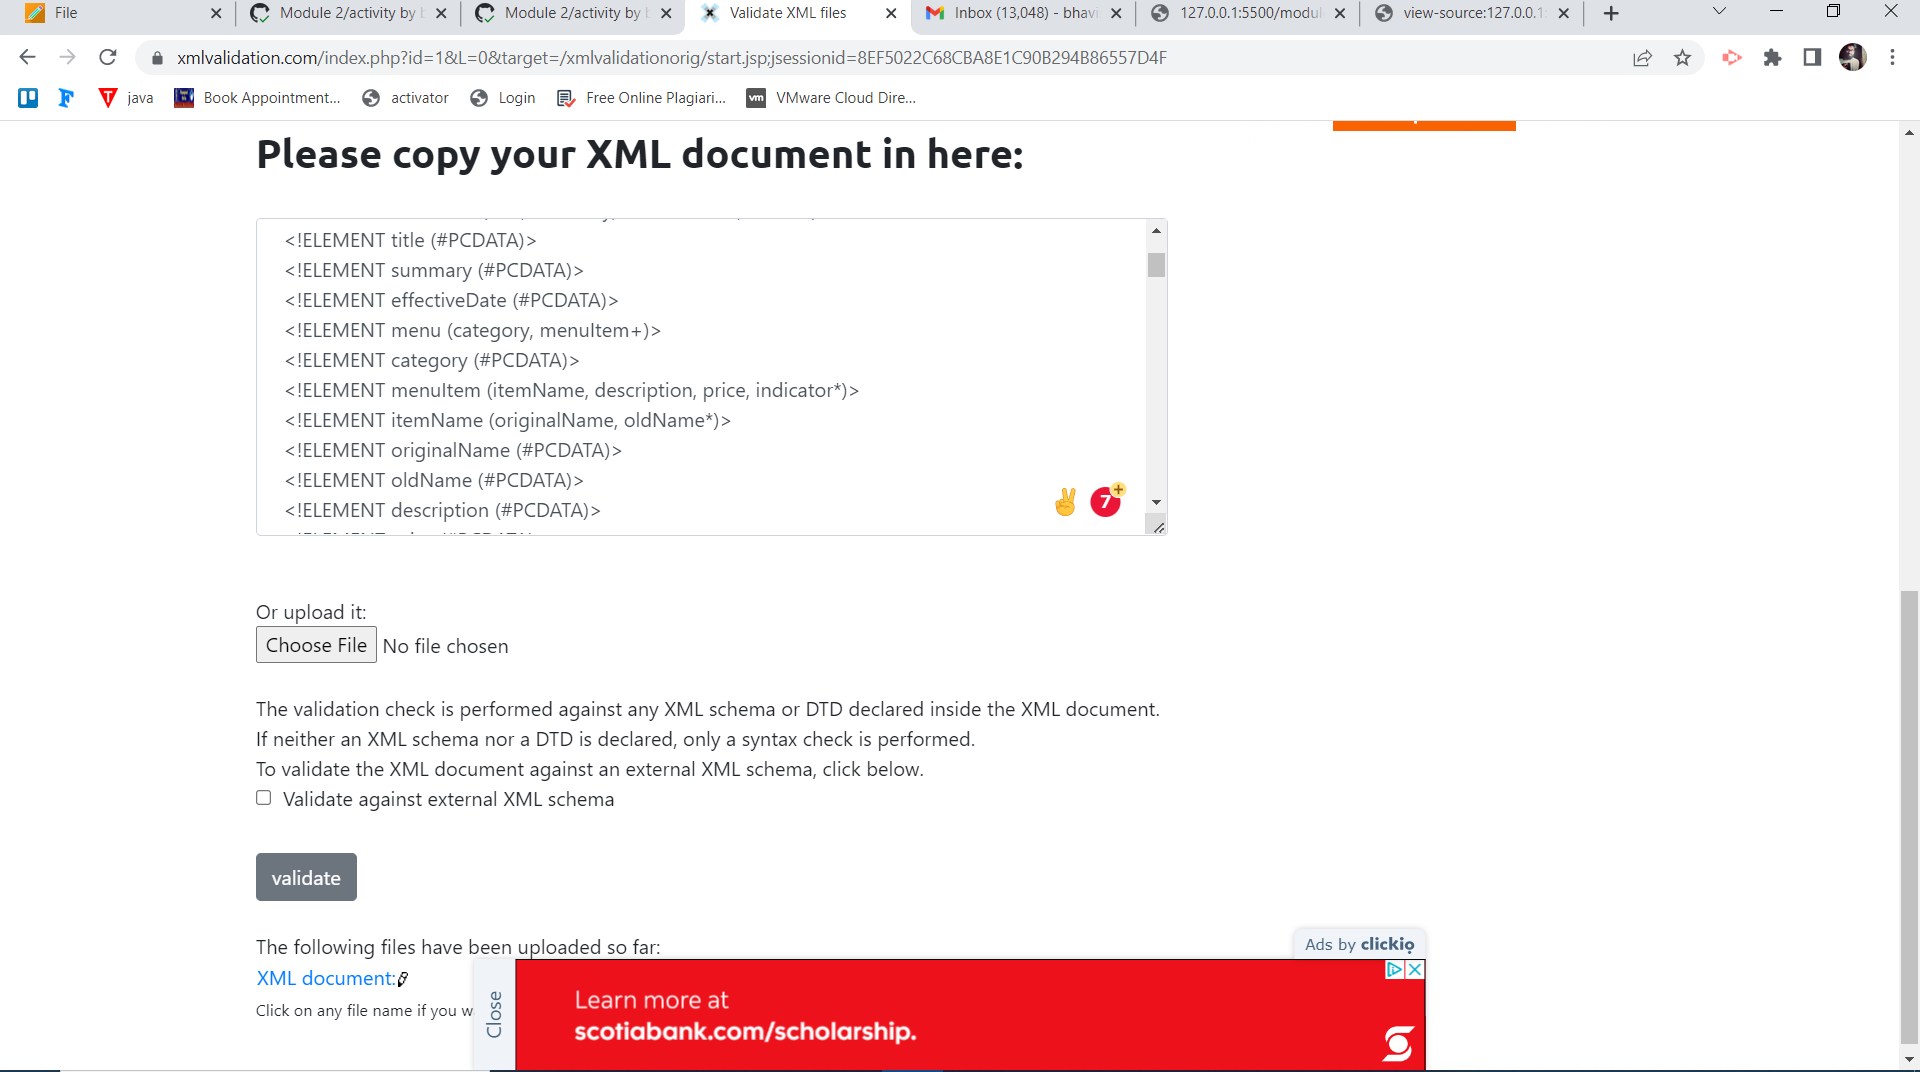 File
Module 2/activity by
Module 2/activity by
Validate XML files
Inbox (13,048) - bhavi
127.0.0.1:5500/modul
view-source:127.0.0.1:
xmlvalidation.com/index.php?id=1&L=0&target=/xmlvalidationorig/start.jsp;jsessionid=8EF5022C68CBA8E1C90B294B86557D4F
java
Book Appointment...
activator
Login
Free Online Plagiari...
vm
VMware Cloud Dire...
Please copy your XML document in here:
<!ELEMENT title (#PCDATA)>
<!ELEMENT summary (#PCDATA)>
<!ELEMENT effectiveDate (#PCDATA)>
<!ELEMENT menu (category, menuItem+)>
<!ELEMENT category (#PCDATA)>
<!ELEMENT menuItem (itemName, description, price, indicator*)>
<!ELEMENT itemName (originalName, oldName*)>
<!ELEMENT originalName (#PCDATA)>
<!ELEMENT oldName (#PCDATA)>
<!ELEMENT description (#PCDATA)>
7
Or upload it:
Choose File No file chosen
The validation check is performed against any XML schema or DTD declared inside the XML document.
If neither an XML schema nor a DTD is declared, only a syntax check is performed.
To validate the XML document against an external XML schema, click below.
Validate against external XML schema
validate
The following files have been uploaded so far:
XML document:
Click on any file name if you w
Ads by clickio
Close
Learn more at
scotiabank.com/scholarship.